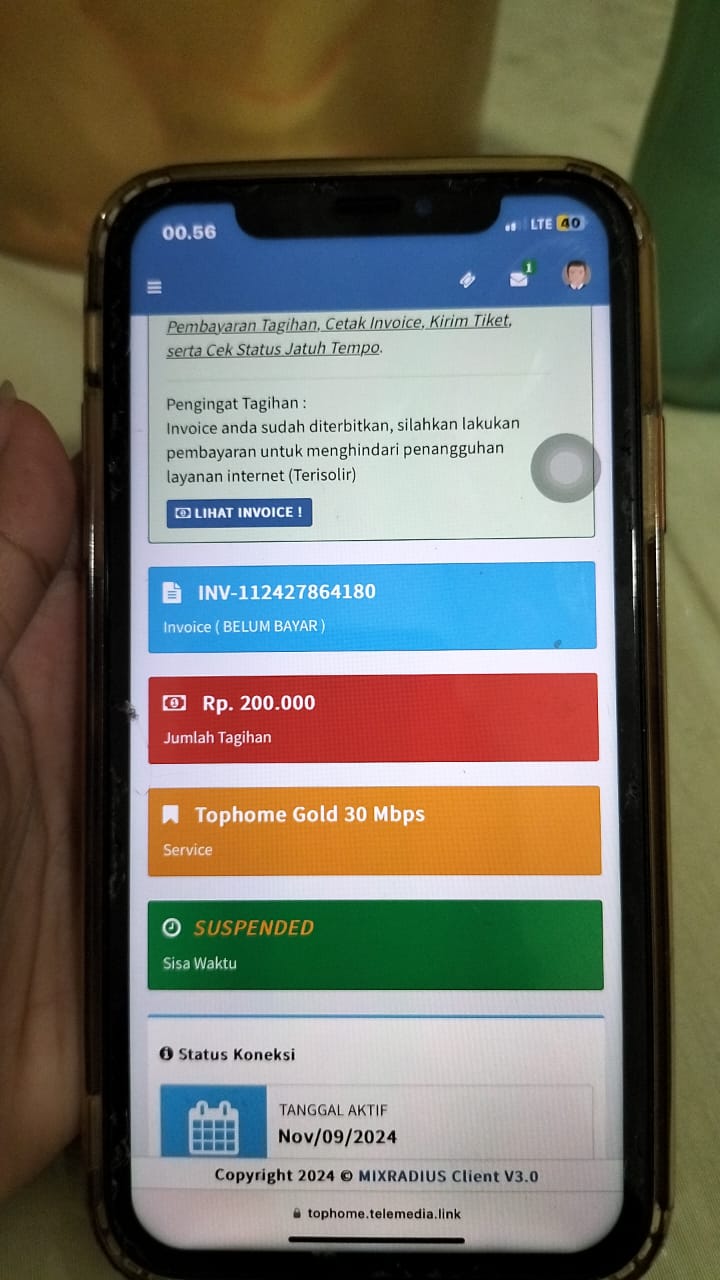 00.56
LTE 40
1
Pembayaran Tagihan, Cetak Invoice, Kirim Tiket,
serta Cek Status Jatuh Tempo.
Pengingat Tagihan :
Invoice anda sudah diterbitkan, silahkan lakukan
pembayaran untuk menghindari penangguhan
layanan internet (Terisolir)
LIHAT INVOICE !
INV-112427864180
Invoice ( BELUM BAYAR )
Rp. 200.000
Jumlah Tagihan
Tophome Gold 30 Mbps
Service
SUSPENDED
Sisa Waktu
Status Koneksi
TANGGAL AKTIF
Nov/09/2024
Copyright 2024 © MIXRADIUS Client V3.0
tophome.telemedia.link